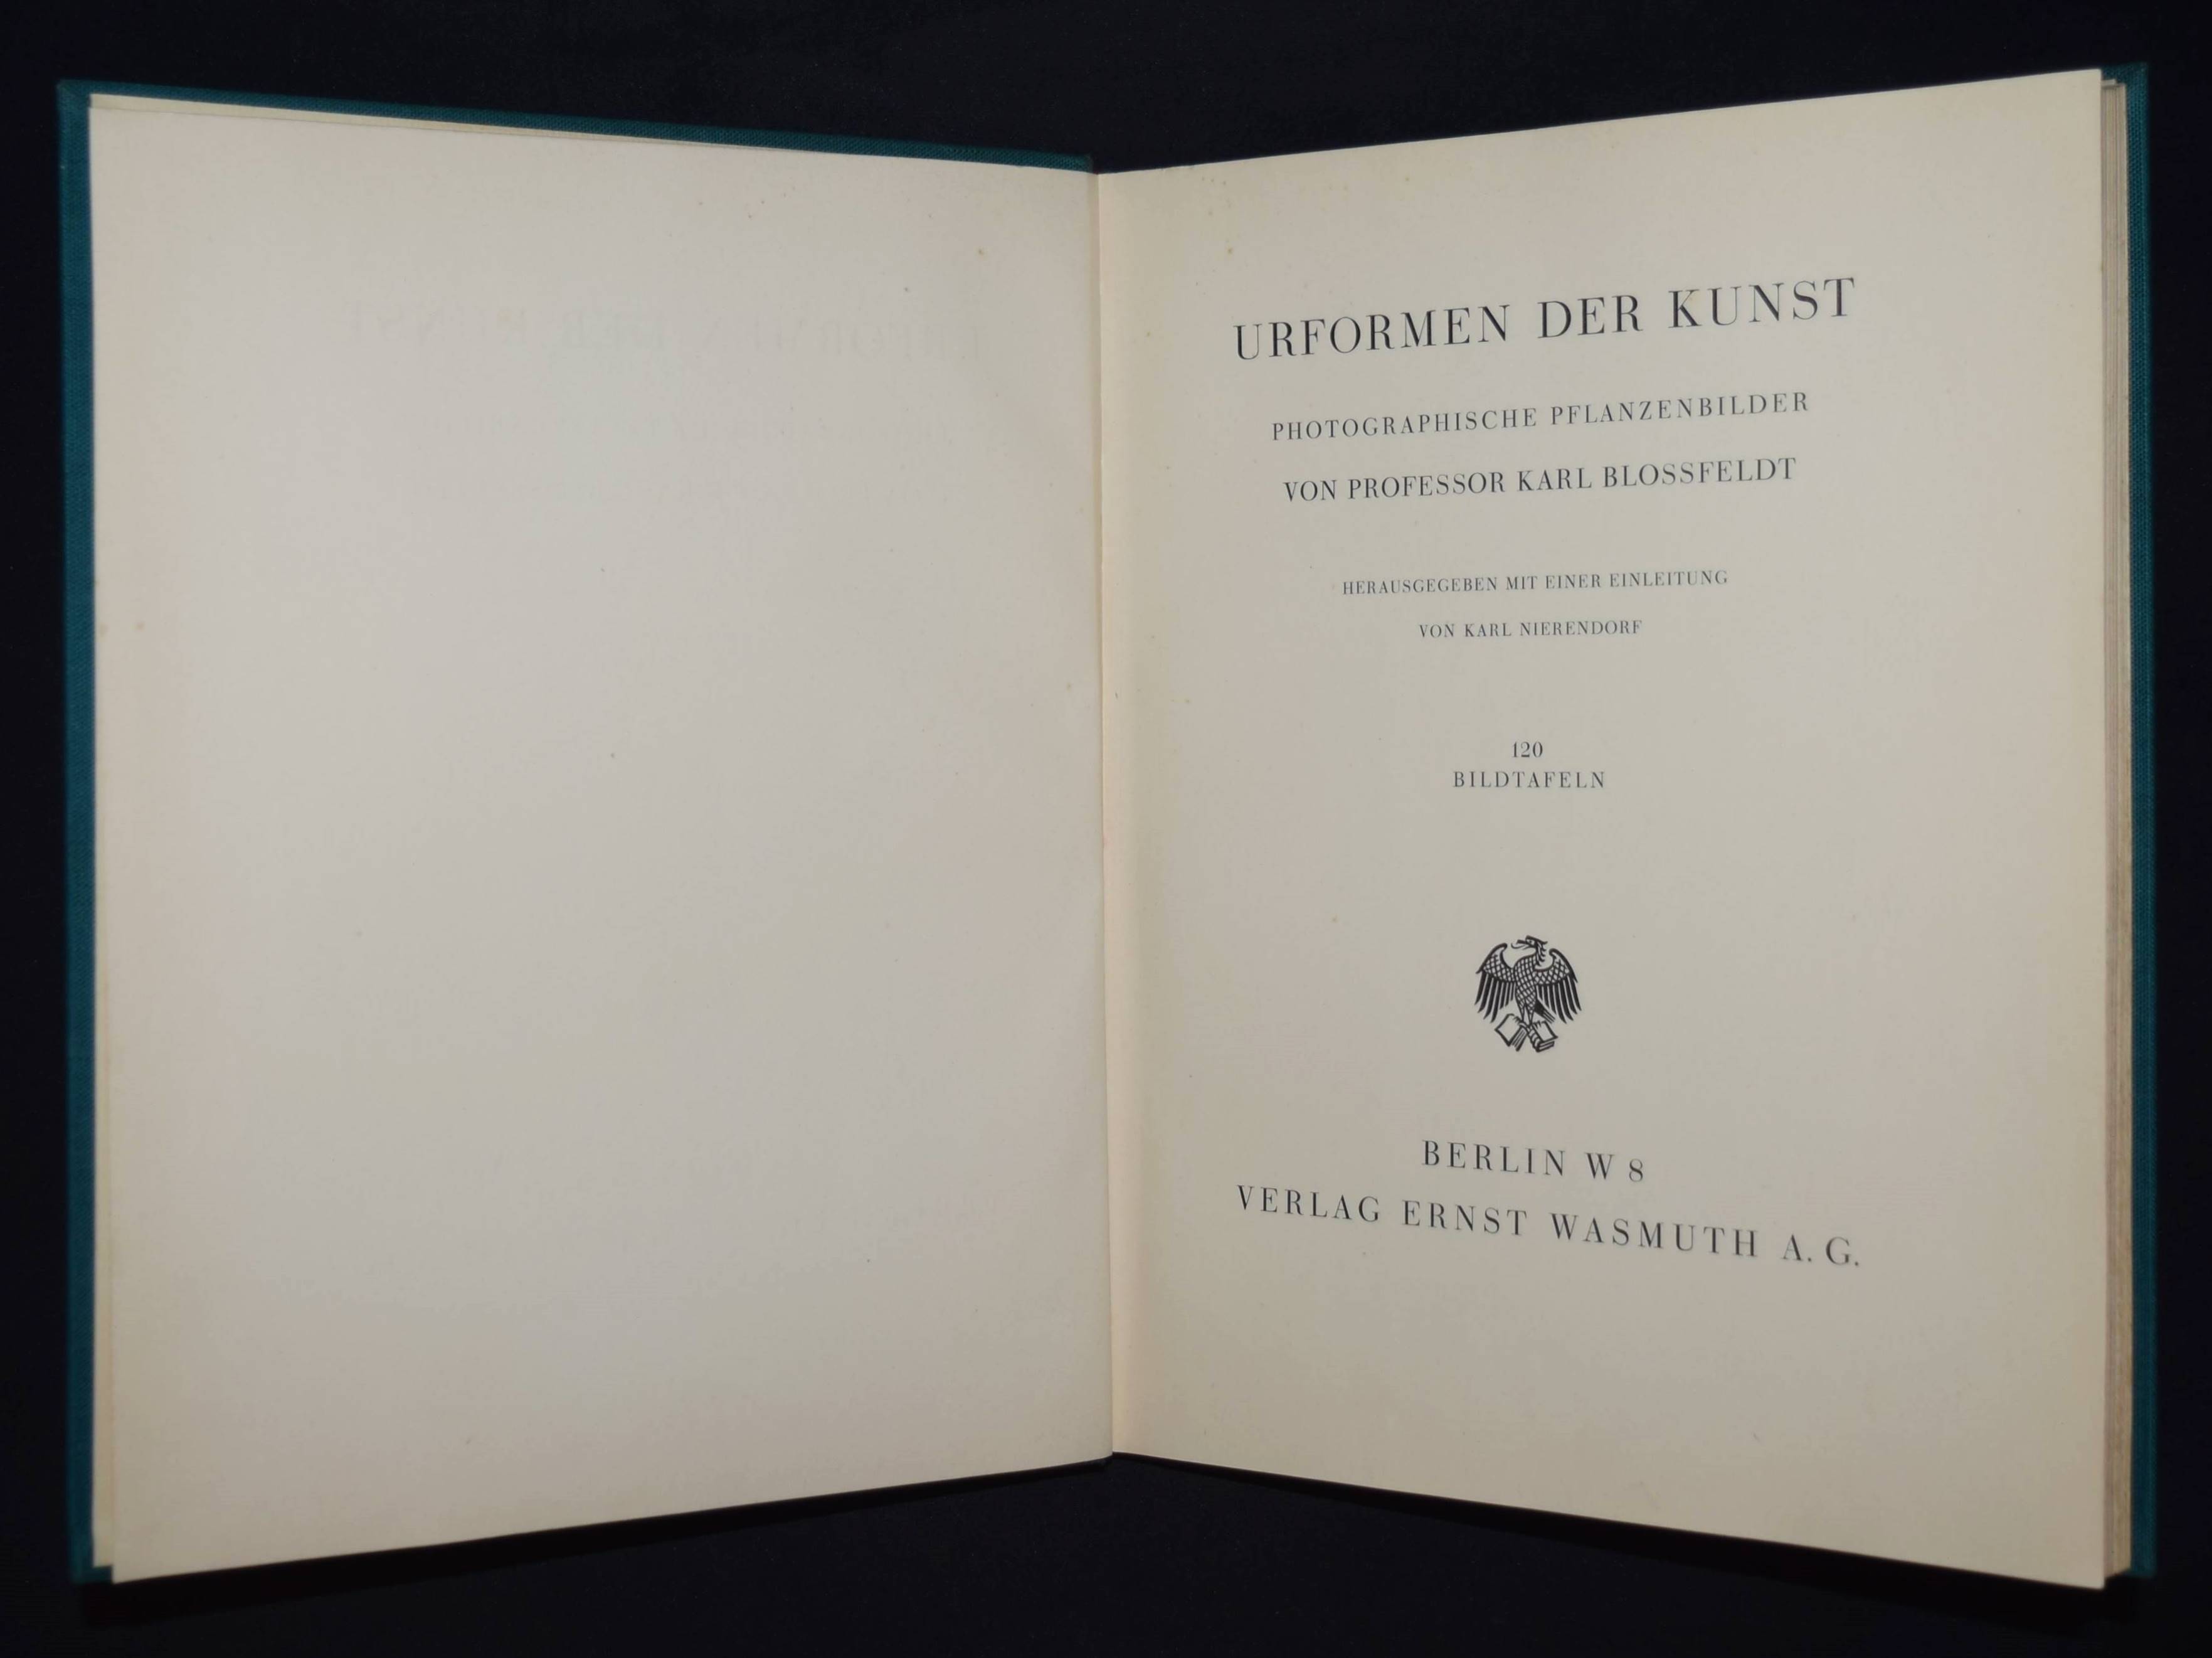 URFORMEN DER KUNST
PHOTOGRAPHISCHE PFLANZENBILDER
VON PROFESSOR KARL BLOSSFELDT
HERAUSGEGEBEN MIT EINER EINLEITUNG
VON KARL NIERENDORF
120
BILDTAFELN
BERLIN W 8
VERLAG ERNST WASMUTH A. G.